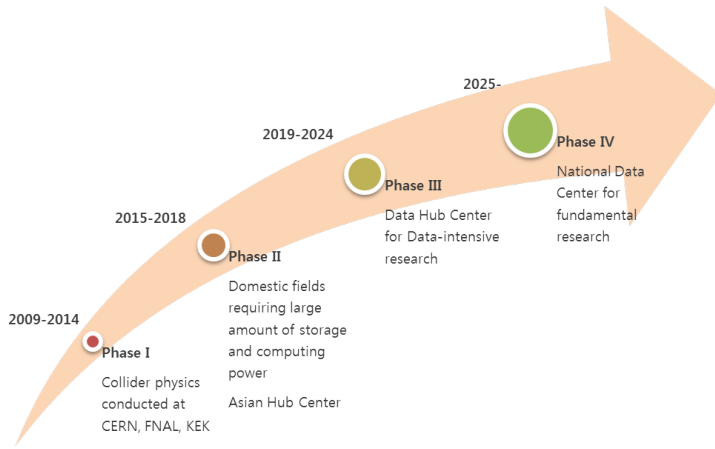 2009-2014
Phase I
Collider physics
conducted at
CERN, FNAL, KEK
2015-2018
Phase II
Domestic fields
requiring large
amount of storage
and computing
power
Asian Hub Center
2019-2024
Phase III
Data Hub Center
for Data-intensive
research
2025-
Phase IV
National Data
Center for
fundamental
research